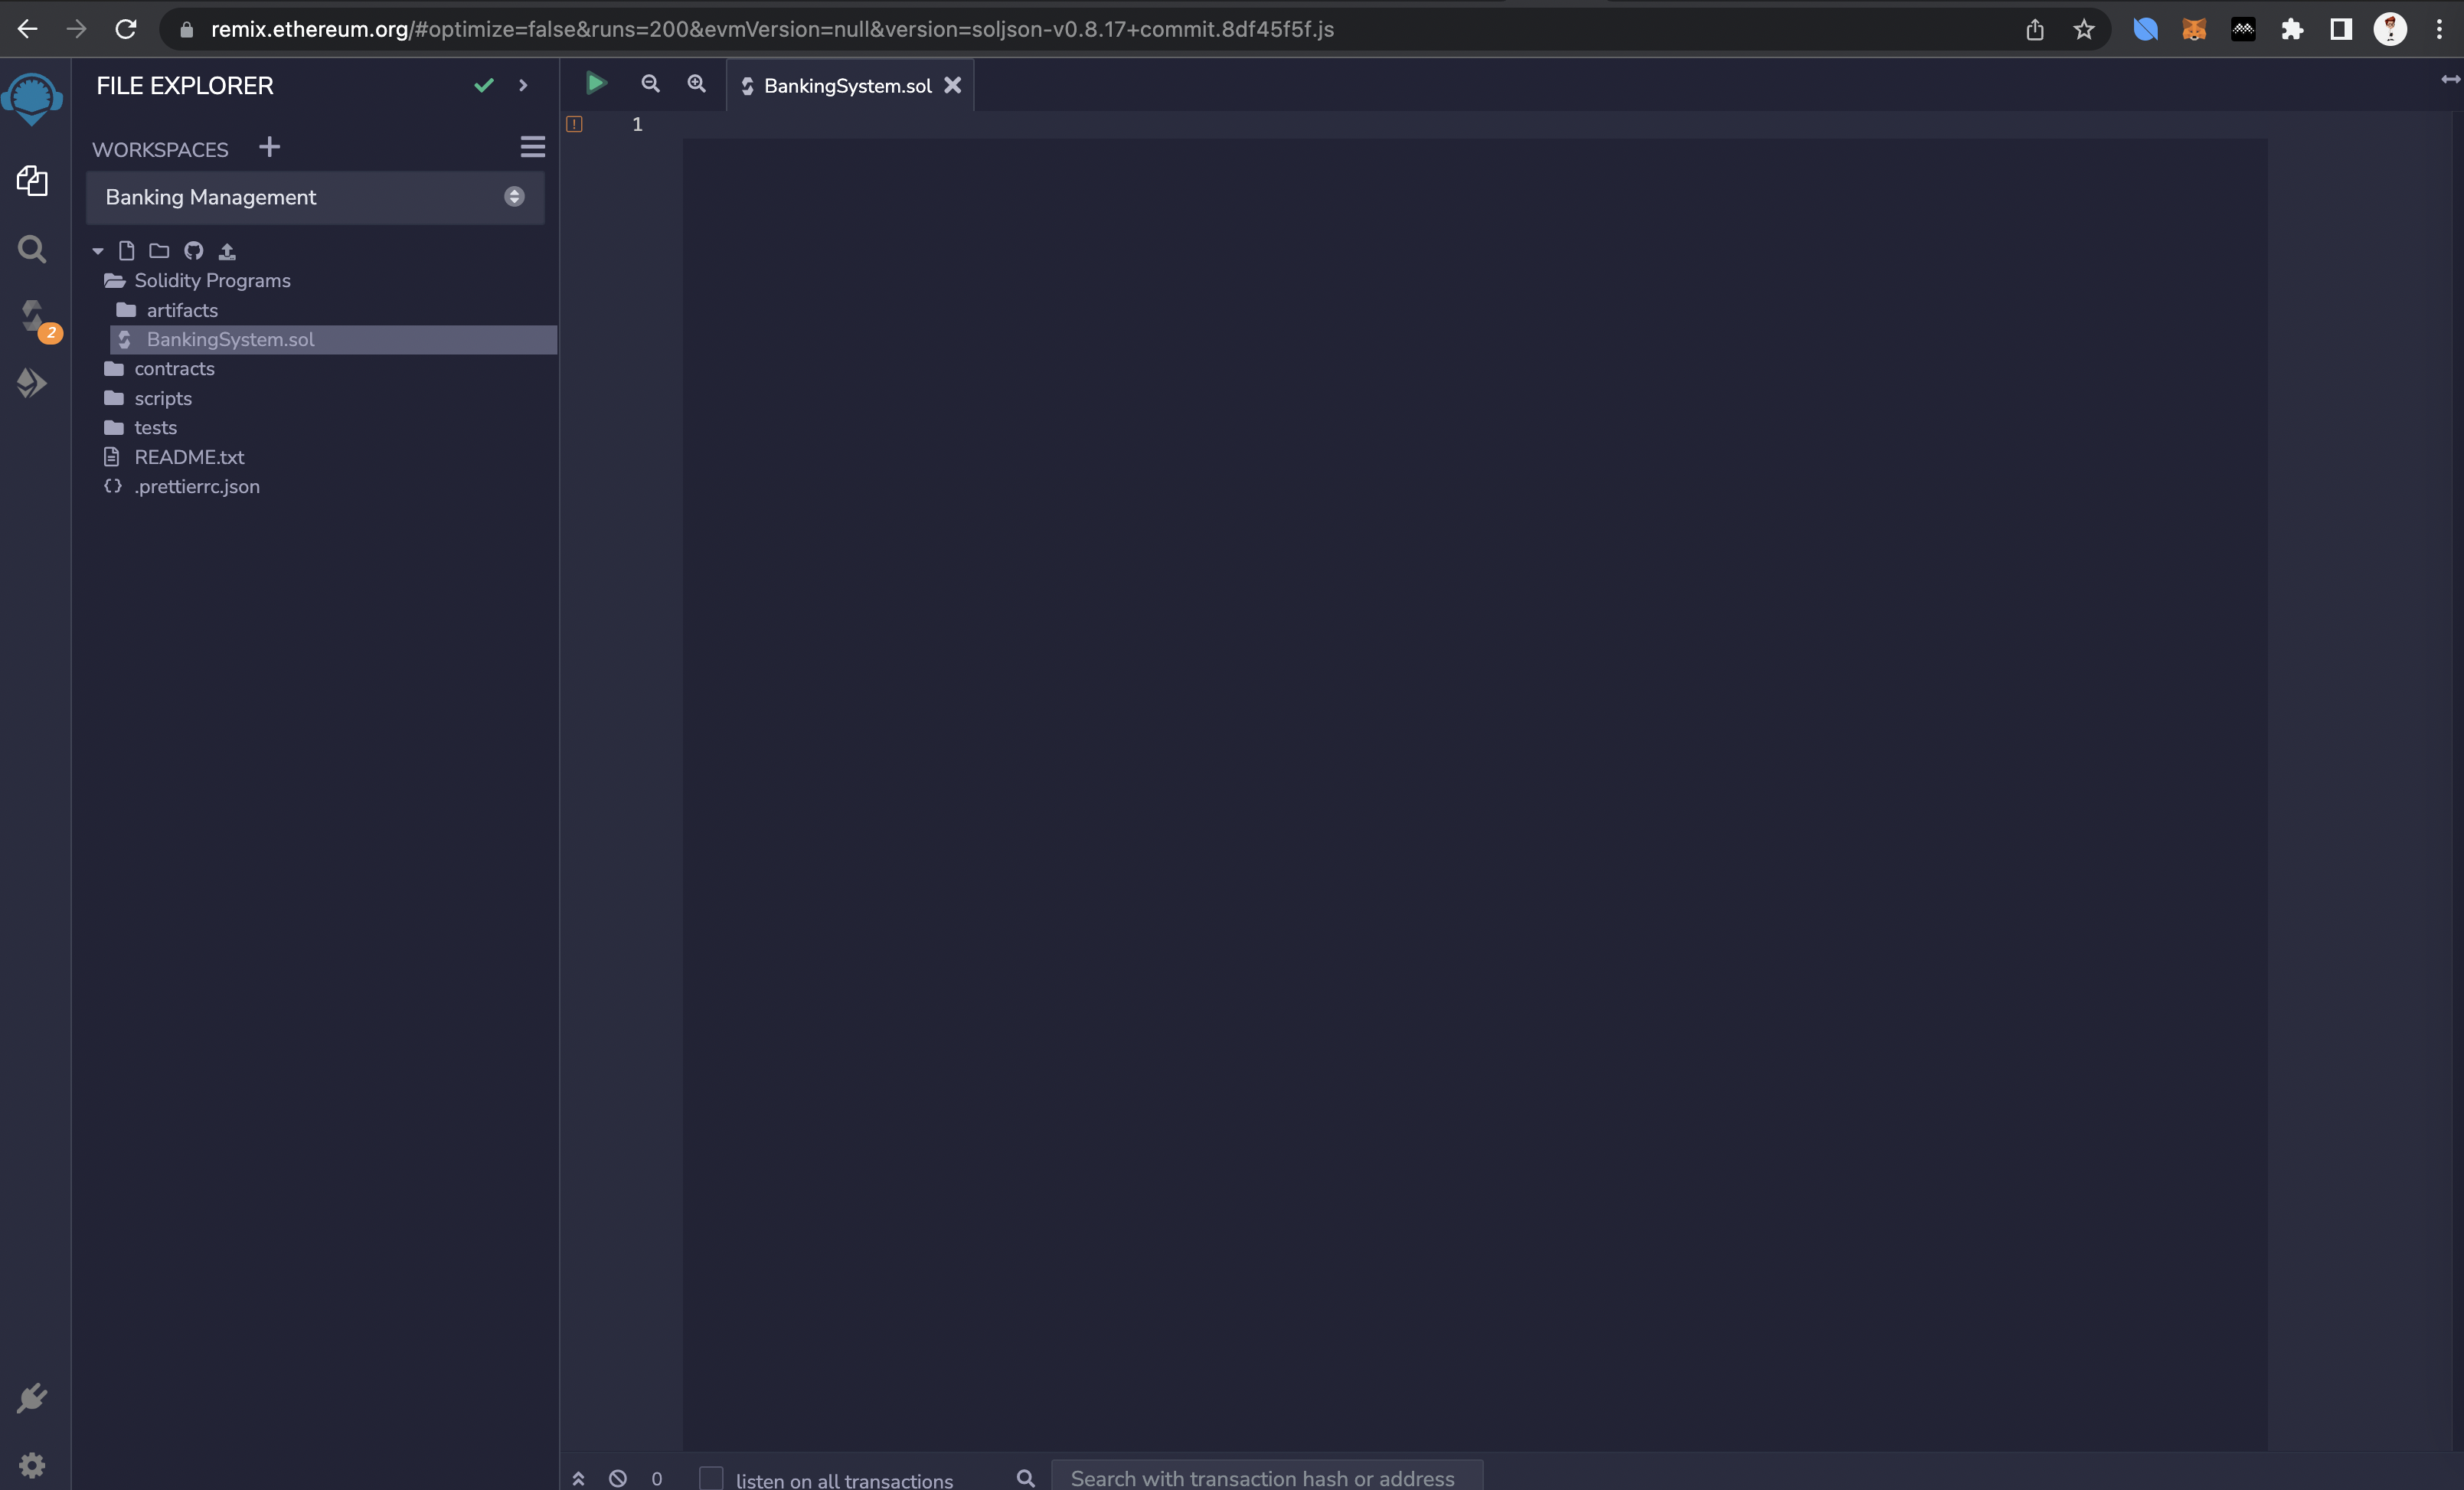 remix.ethereum.org/#optimize=false&runs=200&evmVersion=null&version=soljson-v0.8.17+commit.8df45f5f.js
FILE EXPLORER
BankingSystem.sol
1
WORKSPACES
Banking Management
Solidity Programs
artifacts
BankingSystem.sol
2
contracts
scripts
tests
README.txt
.prettierrc.json
0
listen on all transactions
Search with transaction hash or address